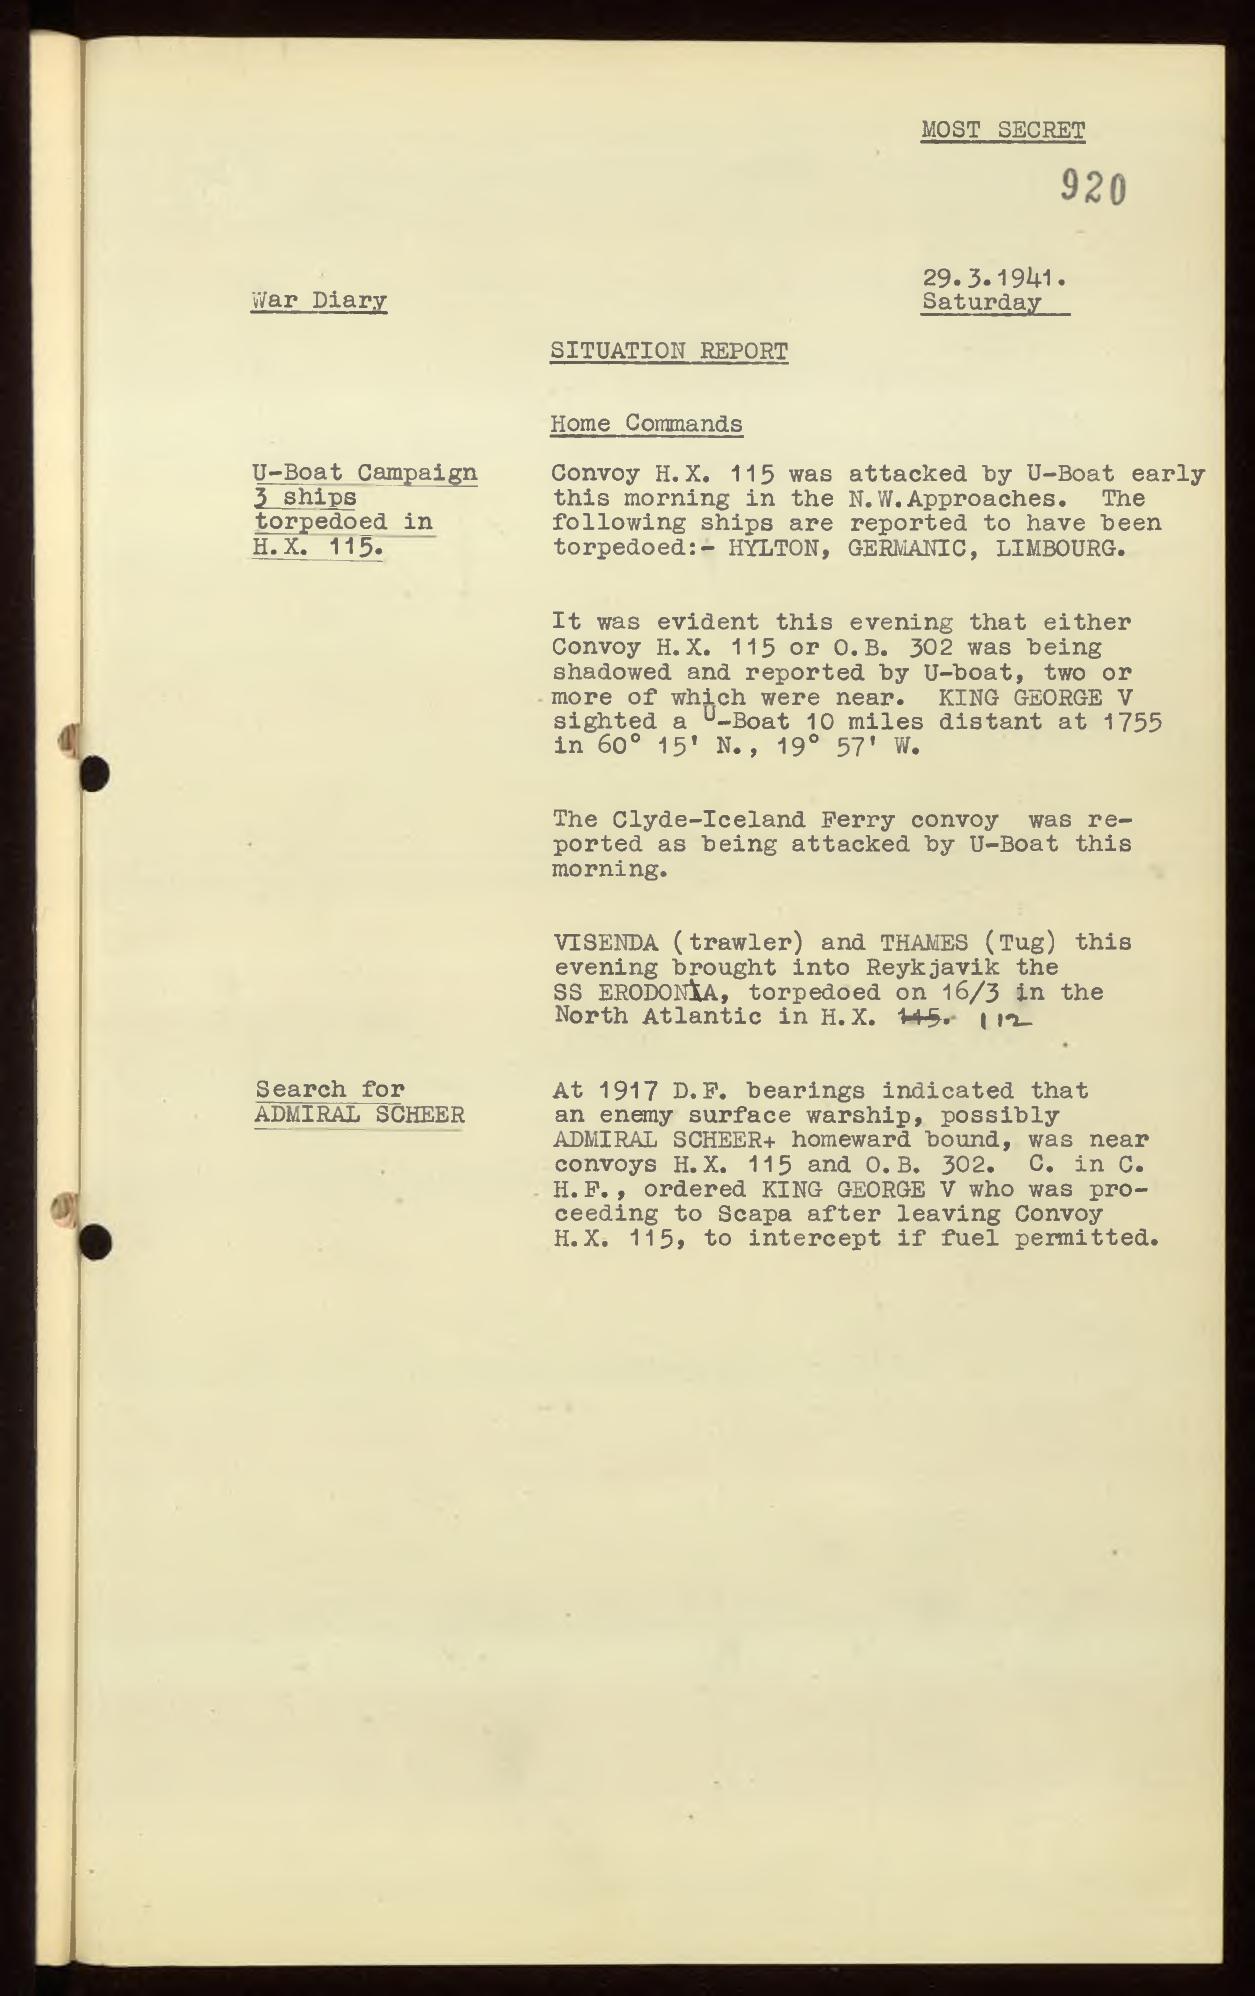 MOST SECRET
920
29.3.1941.
Saturday
War Diary
SITUATION REPORT
Home Commands
U-Boat Campaign
3 ships
torpedoed in
H.X. 115.
Convoy H.X. 115 was attacked by U-Boat early
this morning in the N.W.Approaches. The
following ships are reported to have been
torpedoed:- HYLTON, GERMANIC, LIMBOURG.
It was evident this evening that either
Convoy H.X. 115 or O.B. 302 was being
shadowed and reported by U-boat, two or
more of which were near. KING GEORGE V
sighted a U-Boat 10 miles distant at 1755
in 60° 15' N., 19° 57' W.
The Clyde-Iceland Ferry convoy was re-
ported as being attacked by U-Boat this
morning.
VISENDA (trawler) and THAMES (Tug) this
evening brought into Reykjavik the
SS ERODONIA, torpedoed on 16/3 in the
North Atlantic in H.X. 115. 112
Search for
ADMIRAL SCHEER
At 1917 D.F. bearings indicated that
an enemy surface warship, possibly
ADMIRAL SCHEER+ homeward bound, was near
convoys H.X. 115 and O.B. 302. C. in C.
H.F., ordered KING GEORGE V who was pro-
ceeding to Scapa after leaving Convoy
H.X. 115, to intercept if fuel permitted.